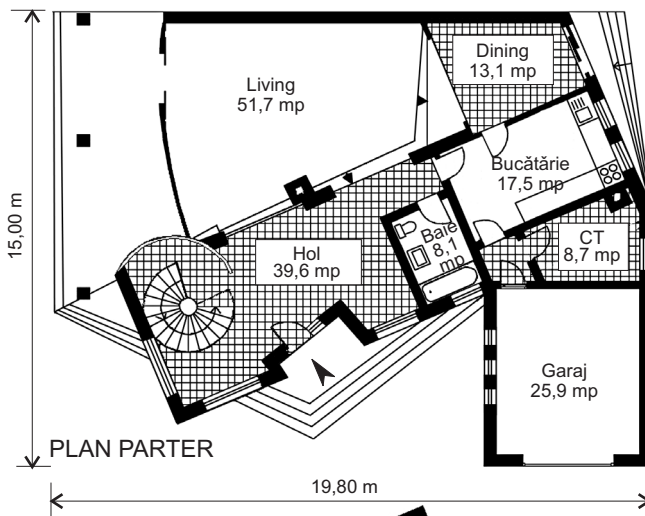 Dining
13,1 mp
Living
51,7 mp
Bucătărie
17,5 mp
Baie
8,1
mp
CT
8,7 mp
Hol
39,6 mp
15,00 m
Garaj
25,9 mp
PLAN PARTER
19,80 m